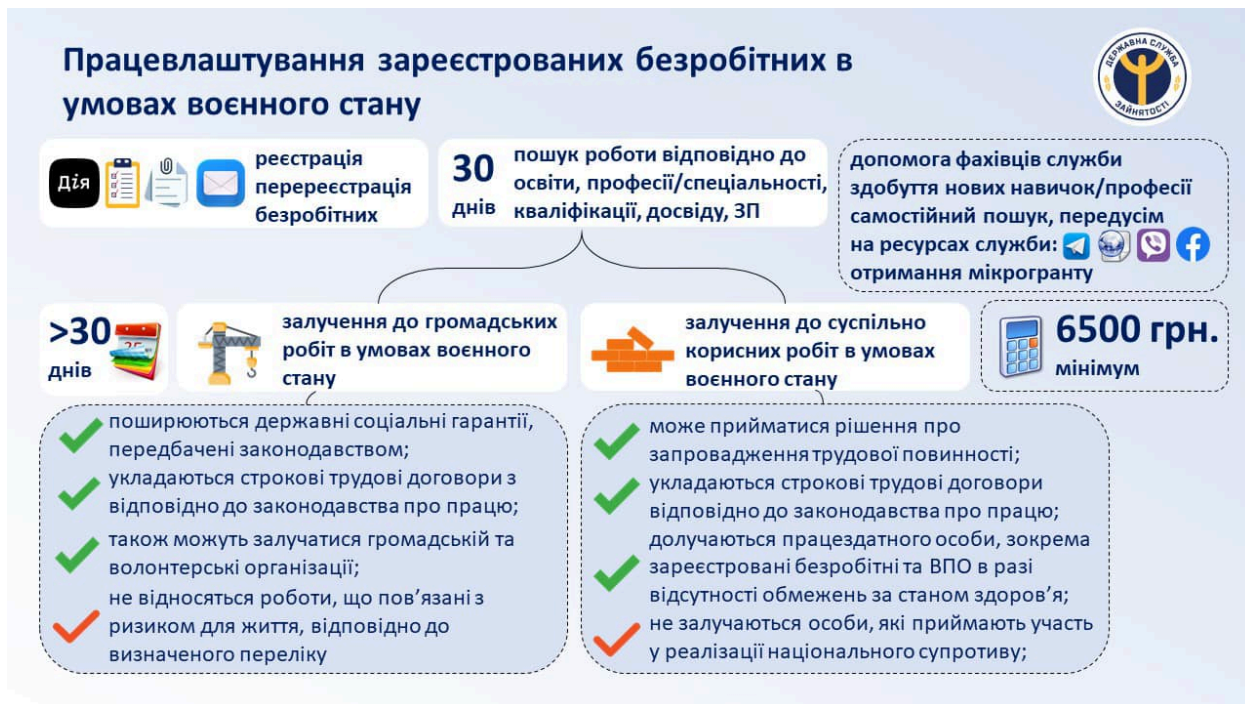 Працевлаштування зареєстрованих безробітних в
умовах воєнного стану
ДЕРЖАВНА СЛУЖБА
ЗАЙНЯТОСТІ
Дія
реєстрація
перереєстрація
безробітних
30
днів
пошук роботи відповідно до
освіти, професії/спеціальності,
кваліфікації, досвіду, ЗП
допомога фахівців служби
здобуття нових навичок/професії
самостійний пошук, передусім
на ресурсах служби:
отримання мікрогранту
>30
днів
залучення до громадських
робіт в умовах воєнного
стану
залучення до суспільно
корисних робіт в умовах
воєнного стану
6500 грн.
мінімум
поширюються державні соціальні гарантії,
передбачені законодавством;
укладаються строкові трудові договори з
відповідно до законодавства про працю;
також можуть залучатися громадській та
волонтерські організації;
не відносяться роботи, що пов’язані з
ризиком для життя, відповідно до
визначеного переліку
може прийматися рішення про
запровадження трудової повинності;
укладаються строкові трудові договори
відповідно до законодавства про працю;
долучаються працездатного особи, зокрема
зареєстровані безробітні та ВПО в разі
відсутності обмежень за станом здоров’я;
не залучаються особи, які приймають участь
у реалізації національного супротиву;